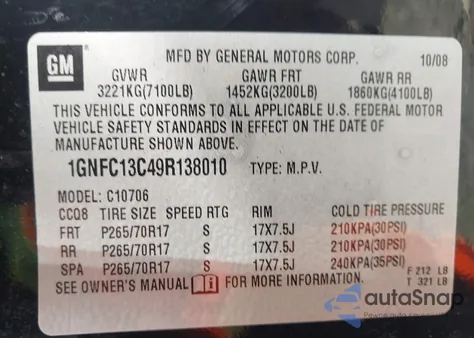 GM
MFD BY GENERAL MOTORS CORP. 10/08
GVWR GAWR FRT GAWR RR
3221KG(7100LB) 1452KG(3200LB) 1860KG(4100LB)
THIS VEHICLE CONFORMS TO ALL APPLICABLE U.S. FEDERAL MOTOR
VEHICLE SAFETY STANDARDS IN EFFECT ON THE DATE OF
MANUFACTURE SHOWN ABOVE.
1GNFC13C49R138010 TYPE: M.P.V.
MODEL: C10706
CCQ8 TIRE SIZE SPEED RTG RIM COLD TIRE PRESSURE
FRT P265/70R17 S 17X7.5J 210KPA(30PSI)
RR P265/70R17 S 17X7.5J 210KPA(30PSI)
SPA P265/70R17 S 17X7.5J 240KPA(35PSI)
SEE OWNER'S MANUAL FOR MORE INFORMATION.
F 212 LB
T 321 LB
autoSnap